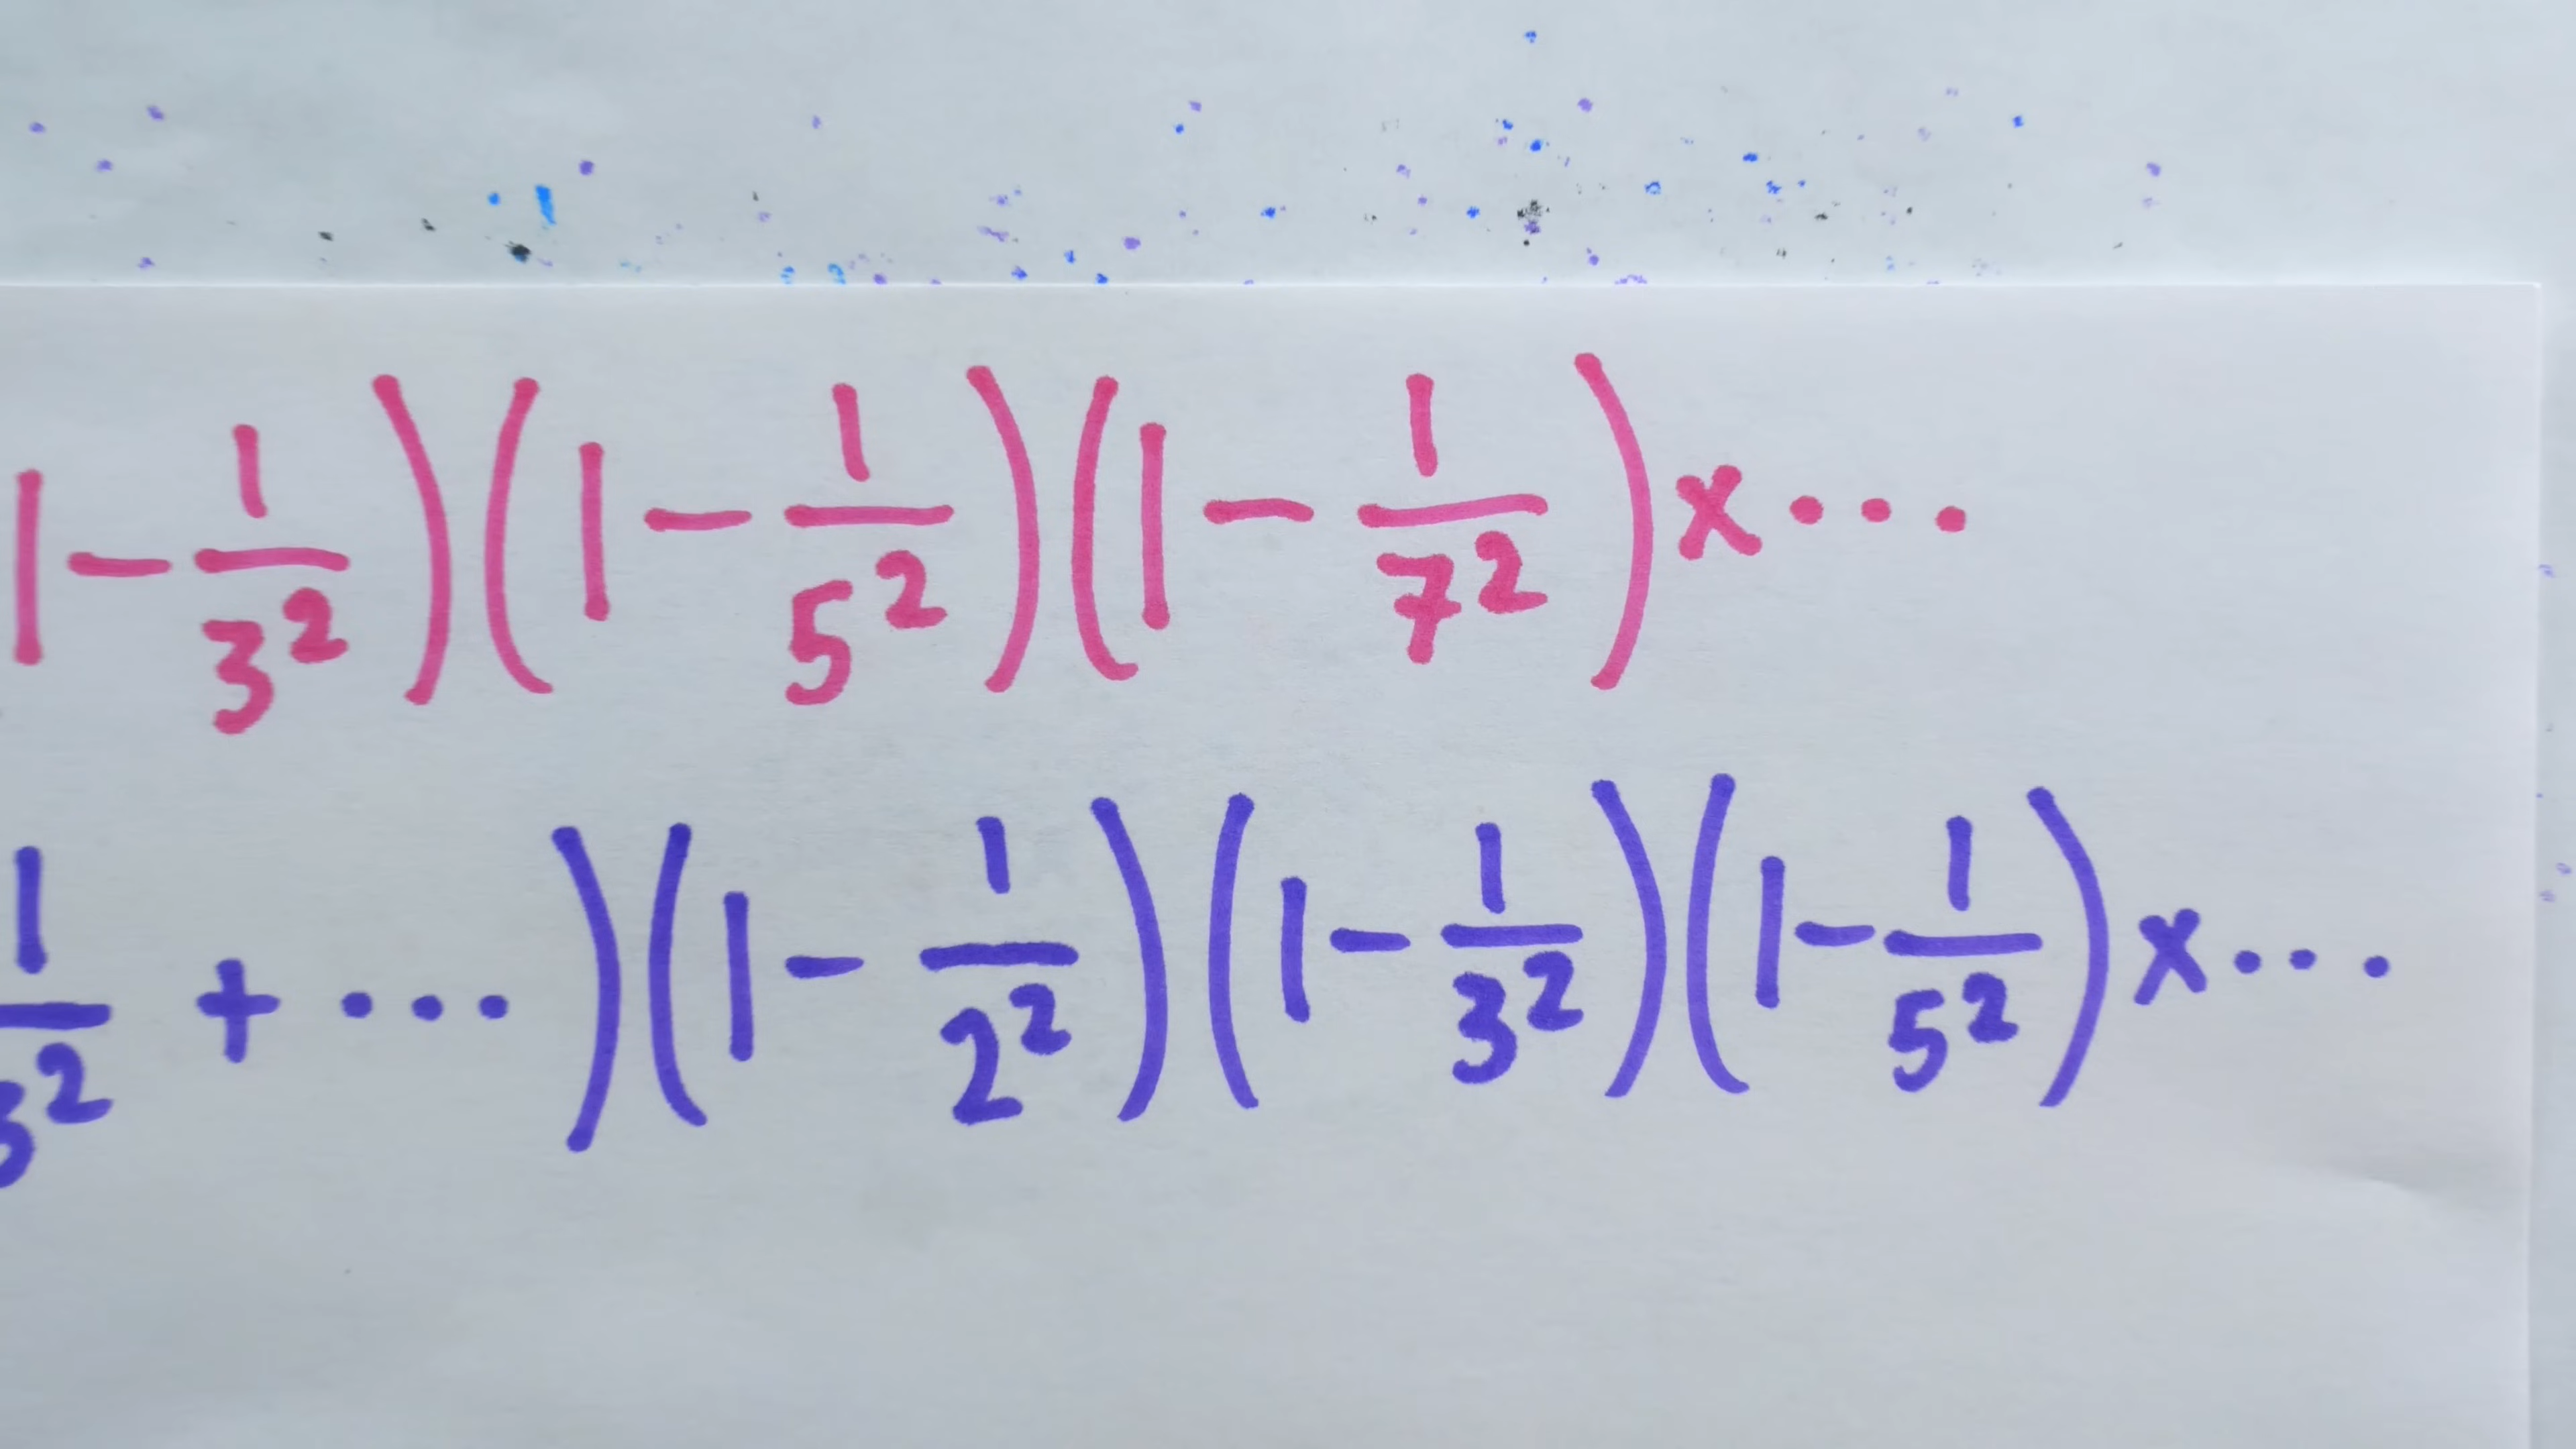 1 - 1/3² ) ( 1 - 1/5² ) ( 1 - 1/7² ) x ...
1/3² + ... ) ( 1 - 1/2² ) ( 1 - 1/3² ) ( 1 - 1/5² ) x ...